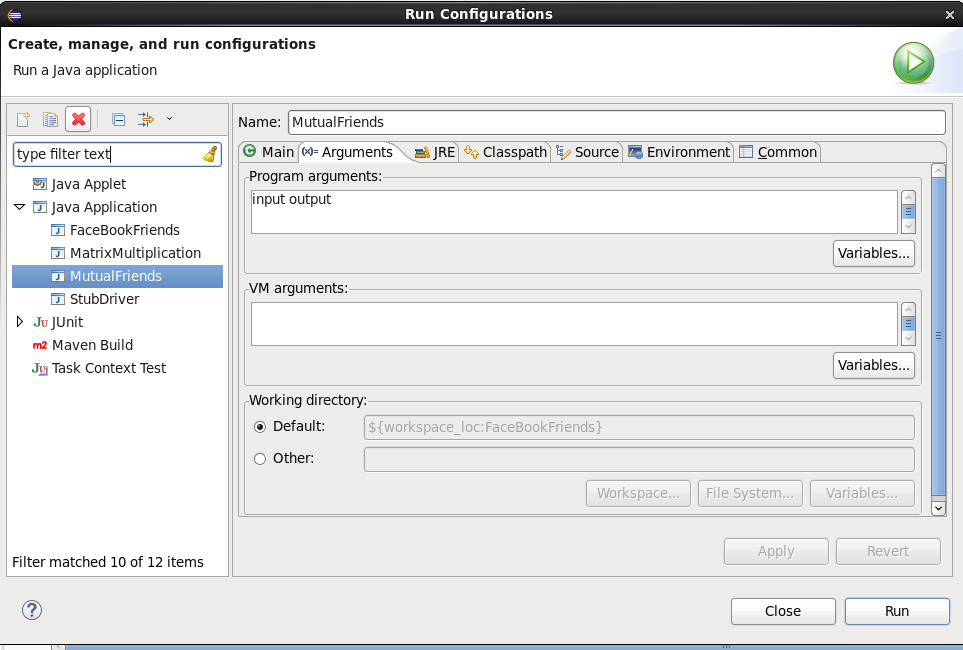 Run Configurations
Create, manage, and run configurations
Run a Java application
type filter text
Java Applet
Java Application
FaceBookFriends
MatrixMultiplication
MutualFriends
StubDriver
JUnit
Maven Build
Task Context Test
Filter matched 10 of 12 items
Name: MutualFriends
Main (x)= Arguments JRE Classpath Source Environment Common
Program arguments:
input output
Variables...
VM arguments:
Variables...
Working directory:
Default: ${workspace_loc:FaceBookFriends}
Other:
Workspace... File System... Variables...
Apply Revert
? Close Run